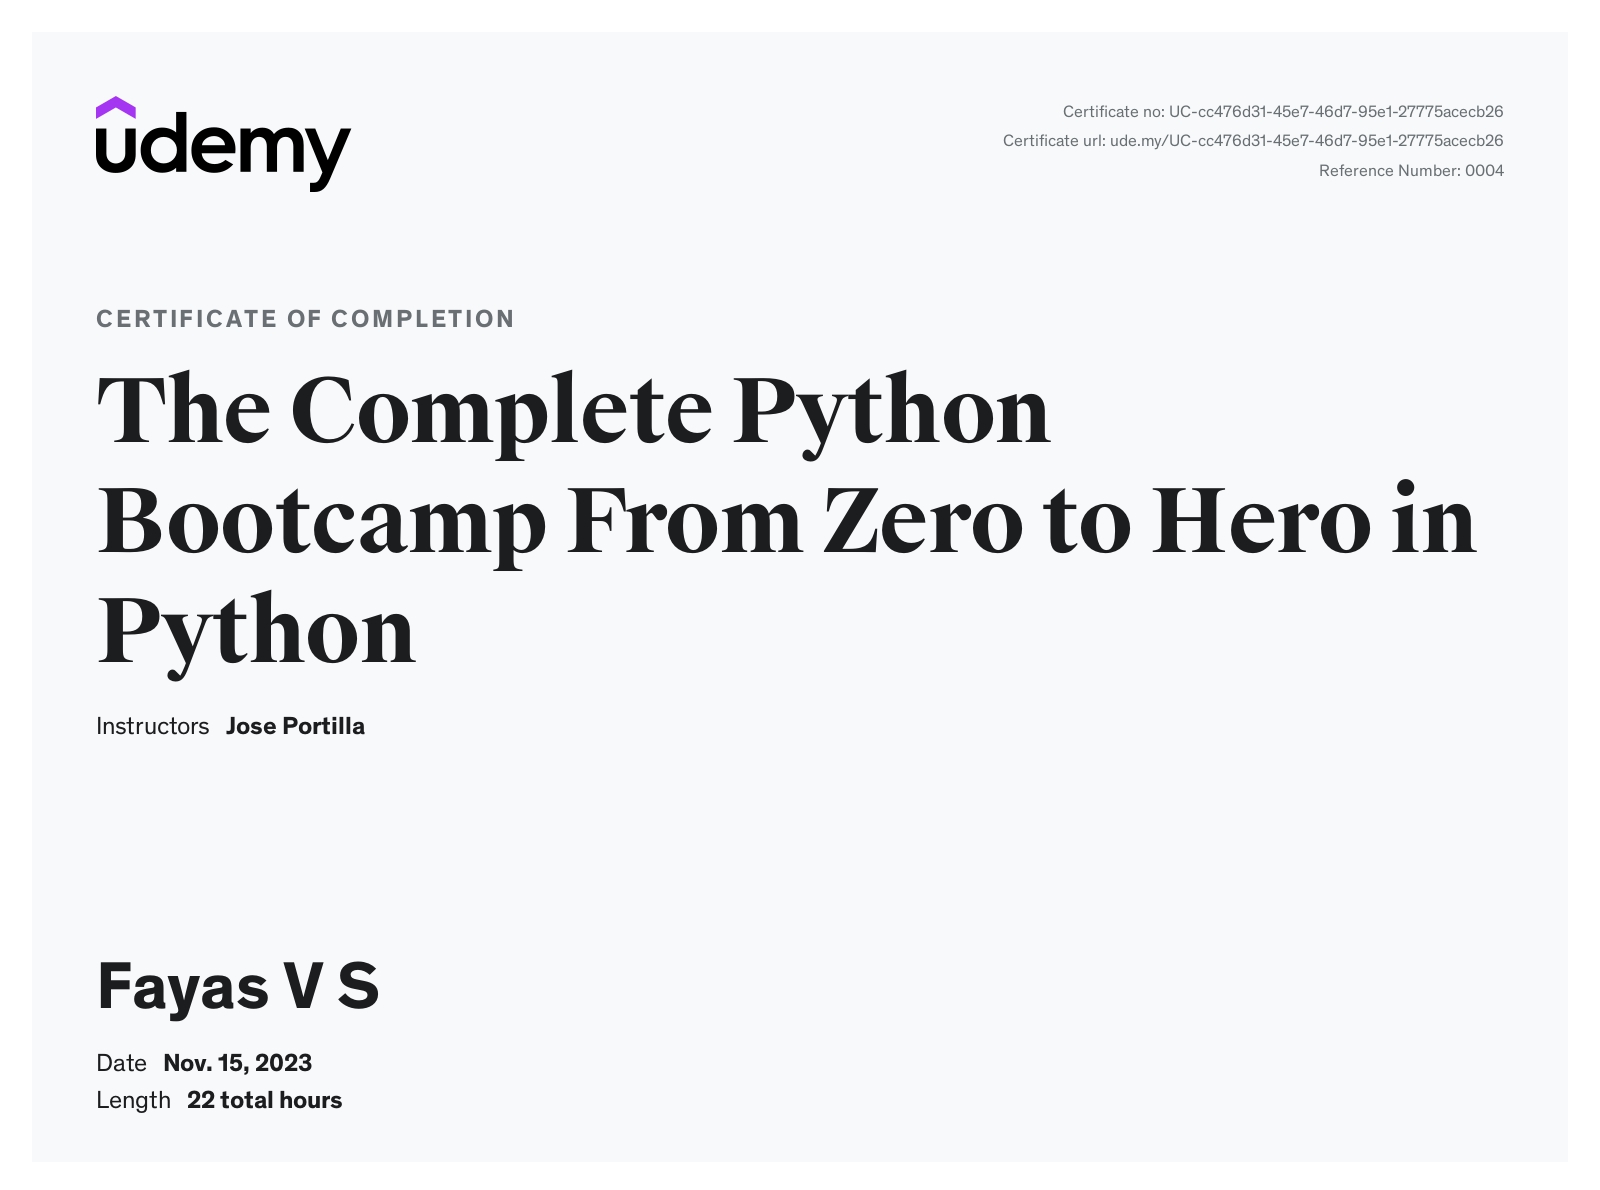 udemy
Certificate no: UC-cc476d31-45e7-46d7-95e1-27775acecb26
Certificate url: ude.my/UC-cc476d31-45e7-46d7-95e1-27775acecb26
Reference Number: 0004
CERTIFICATE OF COMPLETION
The Complete Python
Bootcamp From Zero to Hero in
Python
Instructors Jose Portilla
Fayas V S
Date Nov. 15, 2023
Length 22 total hours